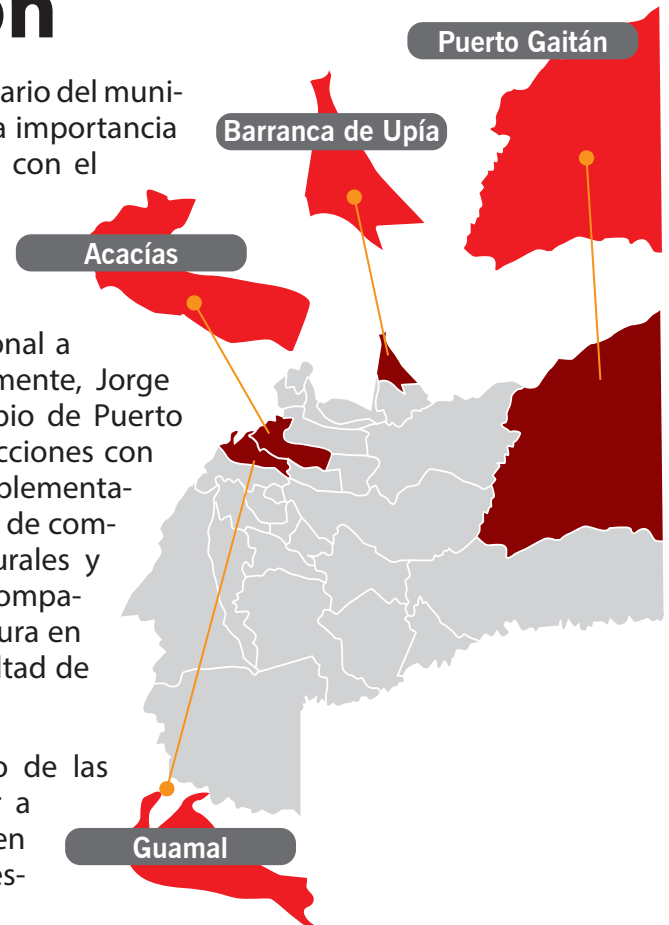 ón
Puerto Gaitán
ario del muni-
a importancia
con el
Barranca de Upía
Acacías
onal a
mente, Jorge
pio de Puerto
cciones con
plementa-
de com-
urales y
ompa-
ura en
ltad de
o de las
r a
en
es-
Guamal